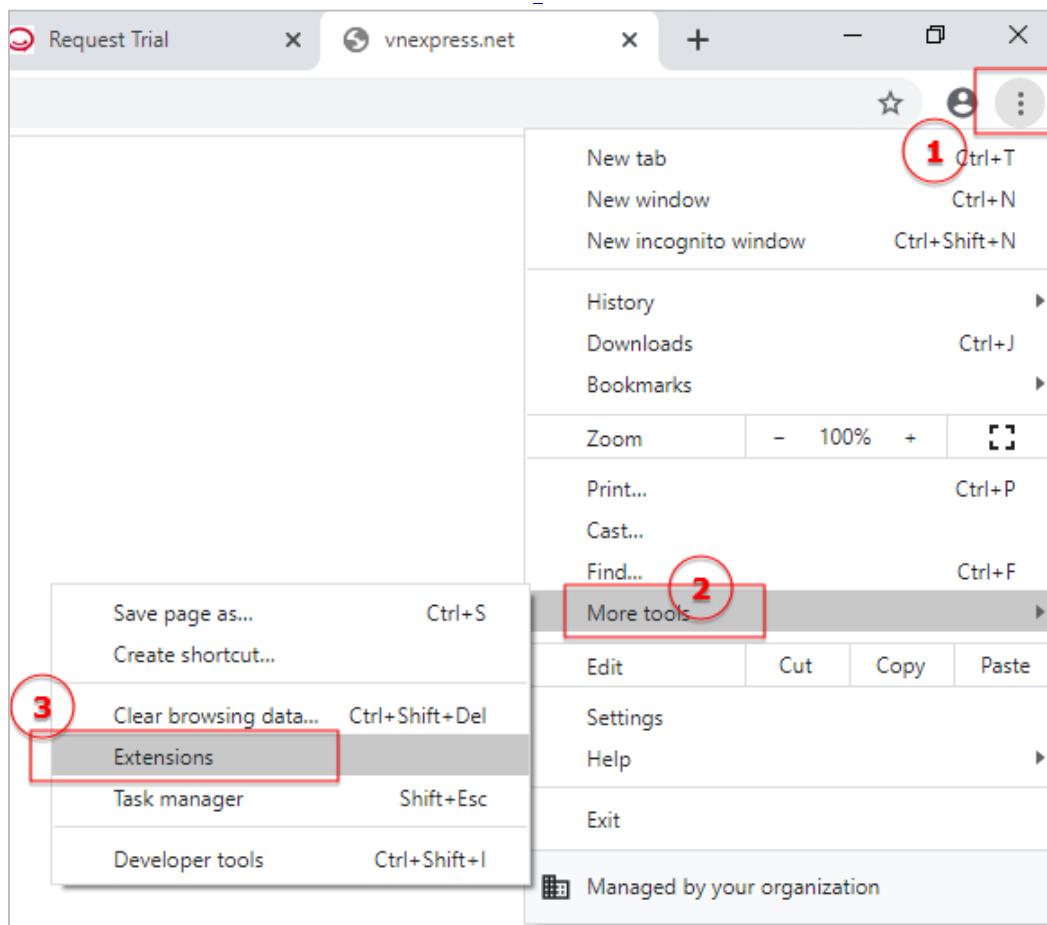 Request Trial
vnexpress.net
1
New tab Ctrl+T
New window Ctrl+N
New incognito window Ctrl+Shift+N
History
Downloads Ctrl+J
Bookmarks
Zoom - 100% +
Print... Ctrl+P
Cast...
Find... Ctrl+F
2
More tools
Edit Cut Copy Paste
Settings
Help
Exit
Managed by your organization
Save page as... Ctrl+S
Create shortcut...
3
Clear browsing data... Ctrl+Shift+Del
Extensions
Task manager Shift+Esc
Developer tools Ctrl+Shift+I